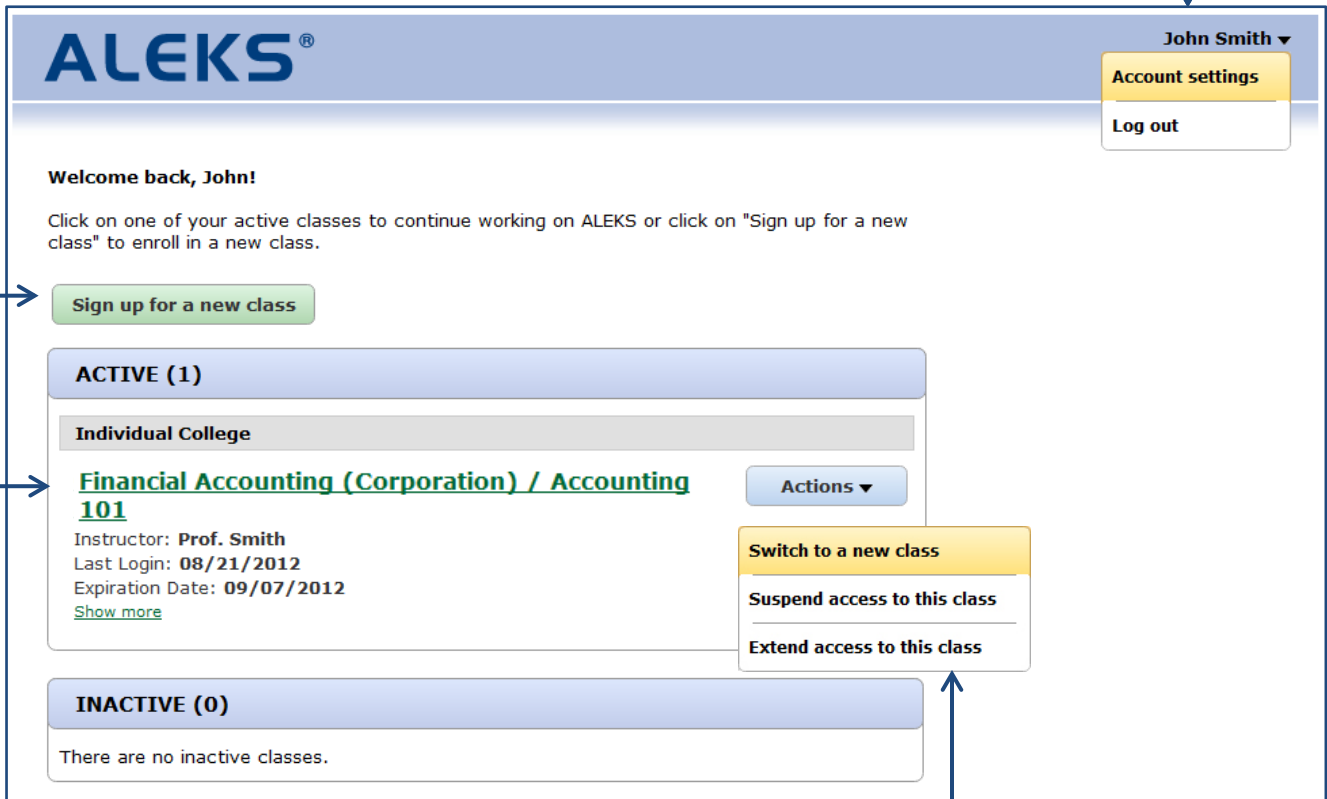 ALEKS®
John Smith ▼
Account settings
Log out
Welcome back, John!
Click on one of your active classes to continue working on ALEKS or click on "Sign up for a new
class" to enroll in a new class.
Sign up for a new class
ACTIVE (1)
Individual College
Financial Accounting (Corporation) / Accounting
101
Actions ▼
Instructor: Prof. Smith
Last Login: 08/21/2012
Expiration Date: 09/07/2012
Show more
Switch to a new class
Suspend access to this class
Extend access to this class
INACTIVE (0)
There are no inactive classes.